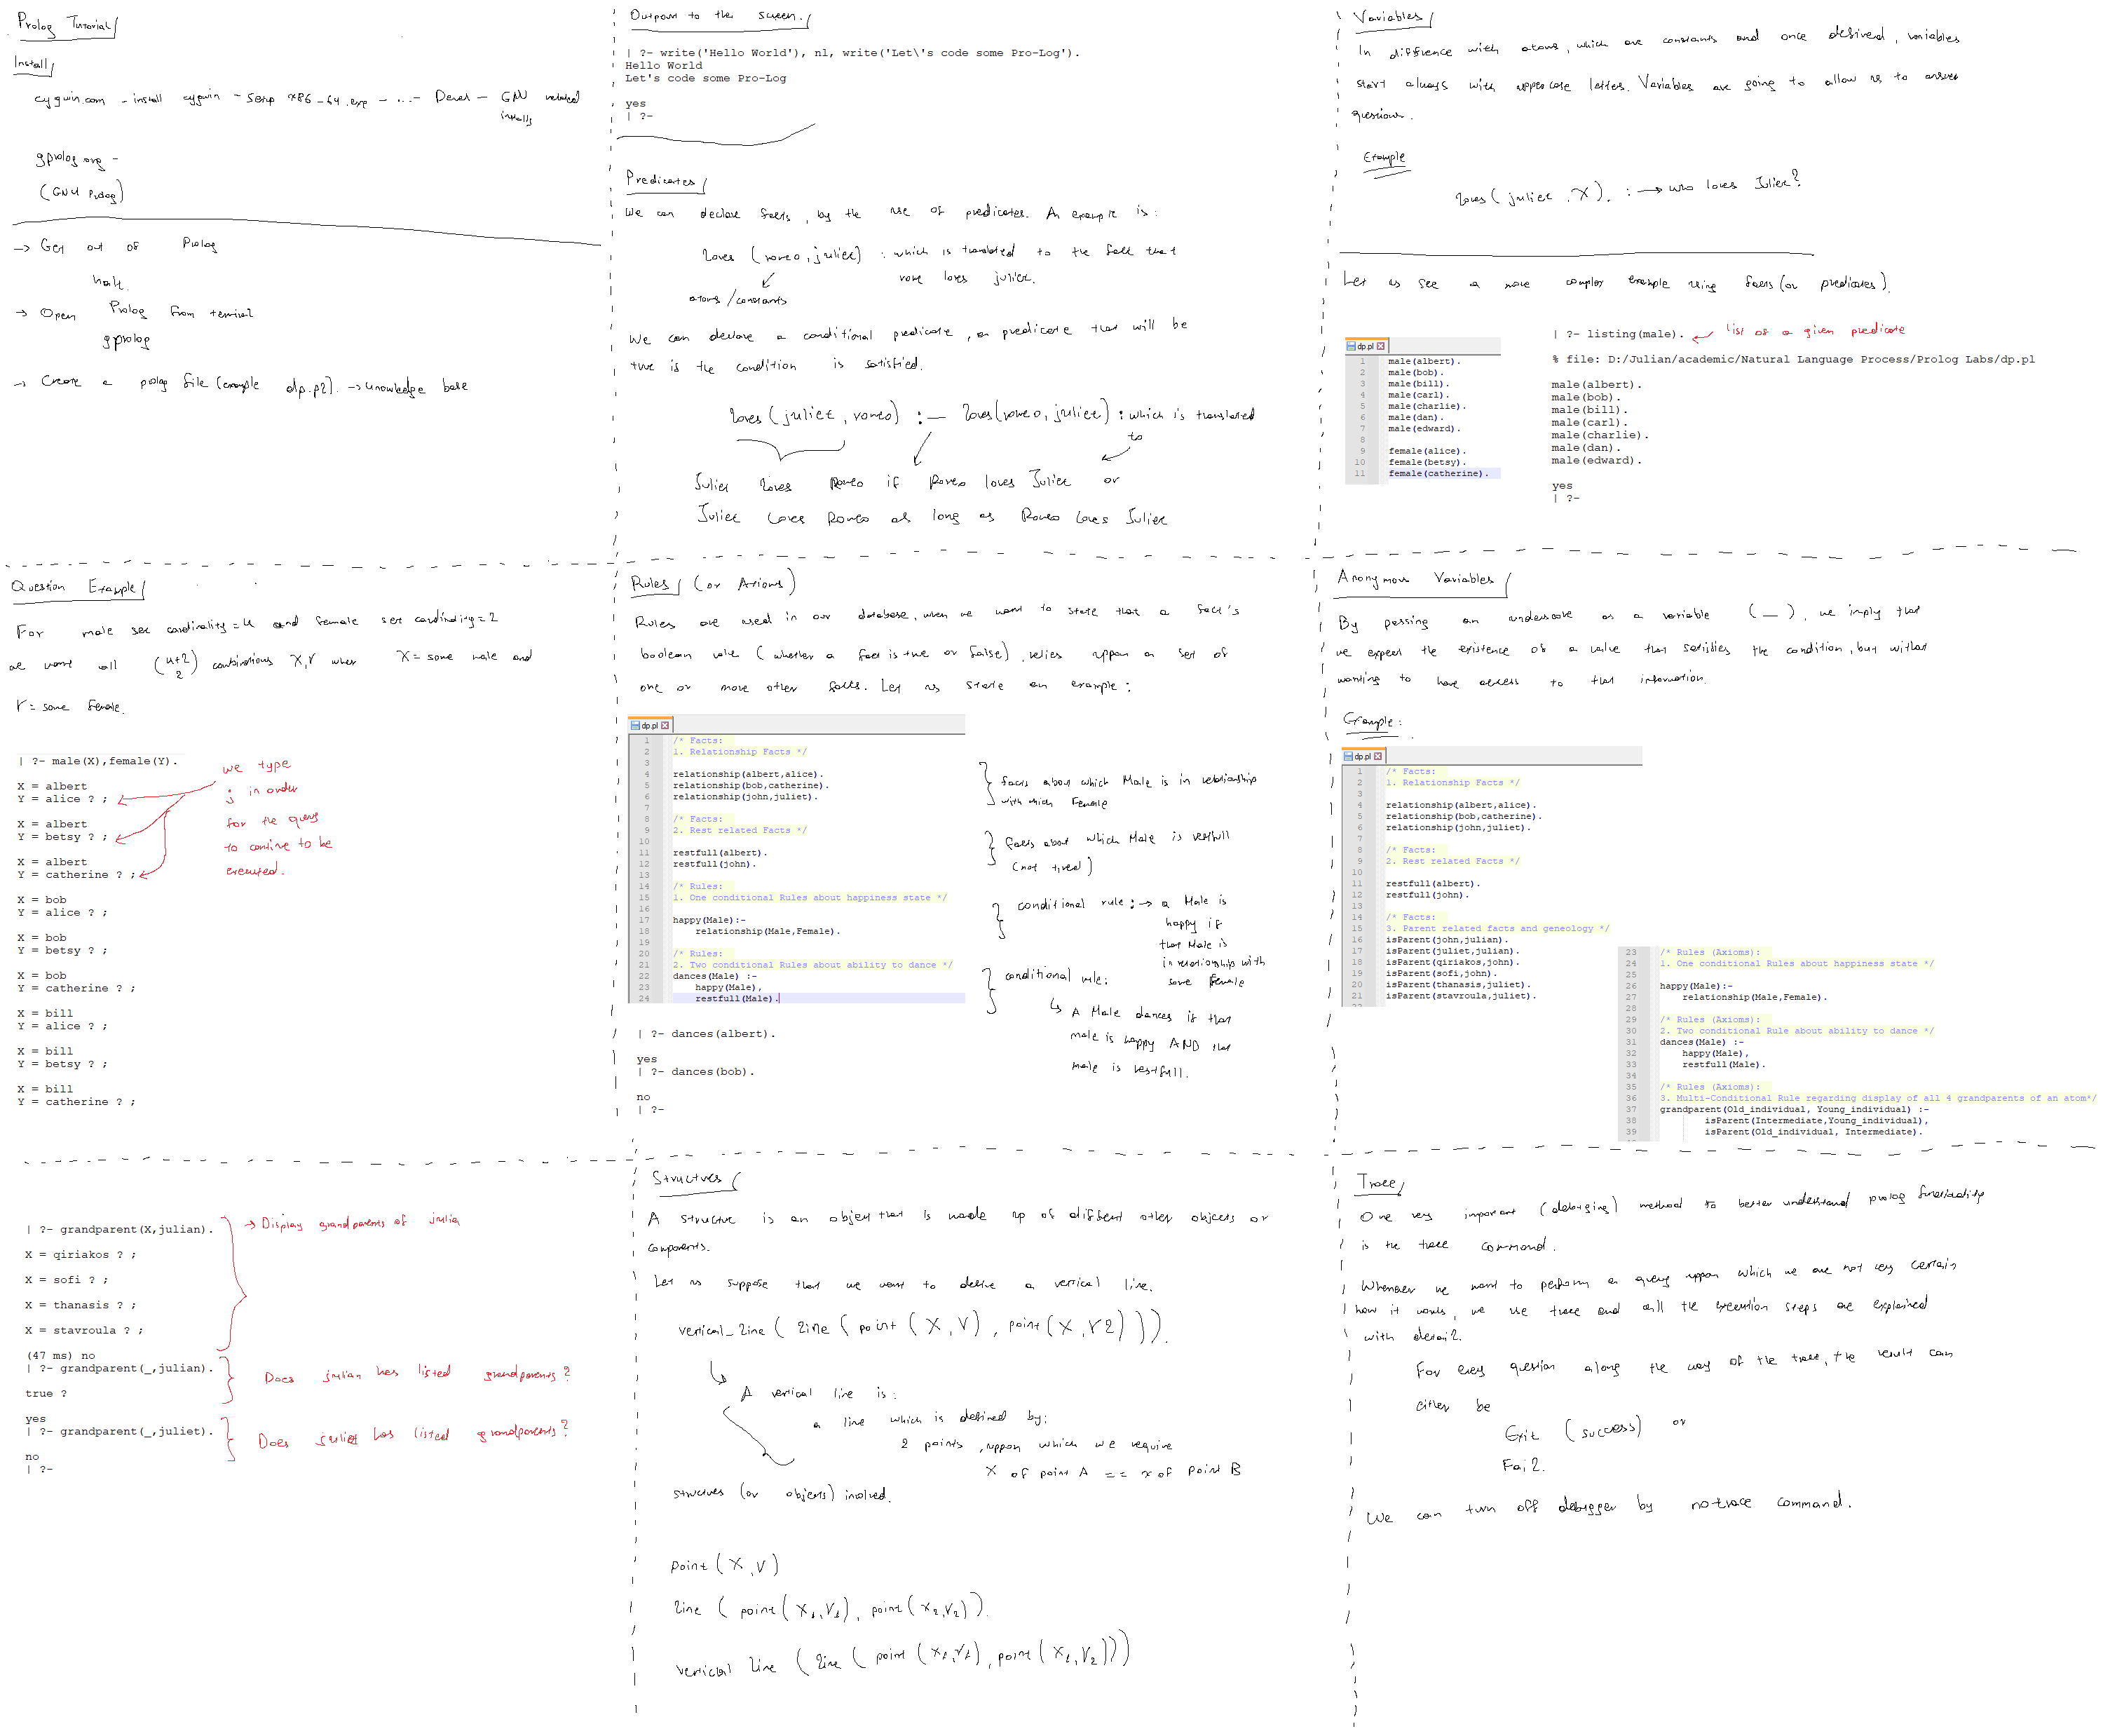 Prolog Tutorial
Install
cygwin.com - install cygwin - setup x86-64.exe - ... - Devel - GNU related
installs
gprolog.org -
(GNU Prolog)
-> Get out of Prolog
halt.
-> Open Prolog from terminal
gprolog
-> Create a prolog file (example dp.pl). -> knowledge base
Output to the screen.
| ?- write('Hello World'), nl, write('Let\'s code some Pro-Log').
Hello World
Let's code some Pro-Log
yes
| ?-
Predicates
We can declare facts, by the use of predicates. An example is:
loves (romeo, juliet) : which is translated to the fact that
loves juliet.
atoms/constants
We can declare a conditional predicate, a predicate that will be
true is the condition is satisfied.
loves (juliet, romeo) :- loves(romeo, juliet) : which is translated
to
Juliet loves Romeo if Romeo loves Juliet or
Juliet loves Romeo as long as Romeo loves Juliet
Variables
In difference with atoms, which are constants and once defined, variables
start always with uppercase letters. Variables are going to allow us to answer
questions.
Example
loves (juliet, X). :-> who loves Juliet?
Let us see a more complex example using facts (or predicates).
dp.pl
1 male(albert).
2 male(bob).
3 male(bill).
4 male(carl).
5 male(charlie).
6 male(dan).
7 male(edward).
8
9 female(alice).
10 female(betsy).
11 female(catherine).
| ?- listing(male). list of a given predicate
% file: D:/Julian/academic/Natural Language Process/Prolog Labs/dp.pl
male(albert).
male(bob).
male(bill).
male(carl).
male(charlie).
male(dan).
male(edward).
yes
| ?-
Question Example
For male set cardinality = 4 and female set cardinality = 2
we want all (4+2 2) combinations X,Y when X = some male and
Y = some female.
| ?- male(X),female(Y).
X = albert
Y = alice ? ;
X = albert
Y = betsy ? ;
X = albert
Y = catherine ? ;
X = bob
Y = alice ? ;
X = bob
Y = betsy ? ;
X = bob
Y = catherine ? ;
X = bill
Y = alice ? ;
X = bill
Y = betsy ? ;
X = bill
Y = catherine ? ;
we type
; in order
for the query
to continue to be
executed.
Rules (or Axioms)
Rules are used in our database, when we want to state that a fact's
boolean value (whether a fact is true or false), relies uppon a set of
one or more other facts. Let us state an example:
dp.pl
1 /* Facts:
2 1. Relationship Facts */
3
4 relationship(albert,alice).
5 relationship(bob,catherine).
6 relationship(john,juliet).
7
8 /* Facts:
9 2. Rest related Facts */
10
11 restfull(albert).
12 restfull(john).
13
14 /* Rules:
15 1. One conditional Rules about happiness state */
16
17 happy(Male):-
18 relationship(Male,Female).
19
20 /* Rules:
21 2. Two conditional Rules about ability to dance */
22 dances(Male) :-
23 happy(Male),
24 restfull(Male).
facts about which Male is in relationship
with which Female
facts about which Male is restfull
(not tired)
conditional rule: -> a Male is
happy if
that Male is
in relationship with
some Female
conditional rule:
A Male dances if that
male is happy AND that
male is restfull.
| ?- dances(albert).
yes
| ?- dances(bob).
no
| ?-
Anonymous Variables
By passing an underscore as a variable (_), we imply that
we expect the existence of a value that satisfies the condition, but without
wanting to have access to that information.
Example:
dp.pl
1 /* Facts:
2 1. Relationship Facts */
3
4 relationship(albert,alice).
5 relationship(bob,catherine).
6 relationship(john,juliet).
7
8 /* Facts:
9 2. Rest related Facts */
10
11 restfull(albert).
12 restfull(john).
13
14 /* Facts:
15 3. Parent related facts and geneology */
16 isParent(john,julian).
17 isParent(juliet,julian).
18 isParent(qiriakos,john).
19 isParent(sofi,john).
20 isParent(thanasis,juliet).
21 isParent(stavroula,juliet).
23 /* Rules (Axioms):
24 1. One conditional Rules about happiness state */
25
26 happy(Male):-
27 relationship(Male,Female).
28
29 /* Rules (Axioms):
30 2. Two conditional Rule about ability to dance */
31 dances(Male) :-
32 happy(Male),
33 restfull(Male).
34
35 /* Rules (Axioms):
36 3. Multi-Conditional Rule regarding display of all 4 grandparents of an atom*/
37 grandparent(Old_individual, Young_individual) :-
38 isParent(Intermediate,Young_individual),
39 isParent(Old_individual, Intermediate).
| ?- grandparent(X,julian).
X = qiriakos ? ;
X = sofi ? ;
X = thanasis ? ;
X = stavroula ? ;
(47 ms) no
| ?- grandparent(_,julian).
true ?
yes
| ?- grandparent(_,juliet).
no
| ?-
-> Display grandparents of julian
Does julian has listed grandparents?
Does juliet has listed grandparents?
Structures
A structure is an object that is made up of different other objects or
components.
Let us suppose that we want to define a vertical line.
vertical_line ( line ( point ( X, Y ) , point ( X, Y2 ) ) ).
A vertical line is:
a line which is defined by:
2 points, uppon which we require
X of point A == x of Point B
structures (or objects) involved.
point ( X, Y )
line ( point ( X1, Y1 ), point ( X2, Y2 ) ).
vertical line ( line ( point ( X1, Y1 ), point ( X1, Y2 ) ) )
Trace
One very important (debugging) method to better understand prolog functionality
is the trace command.
Whenever we want to perform a query uppon which we are not very certain
how it works, we use trace and all the execution steps are explained
with detail.
For every question along the way of the trace, the result can
either be
Exit (success) or
Fail.
We can turn off debugger by notrace command.